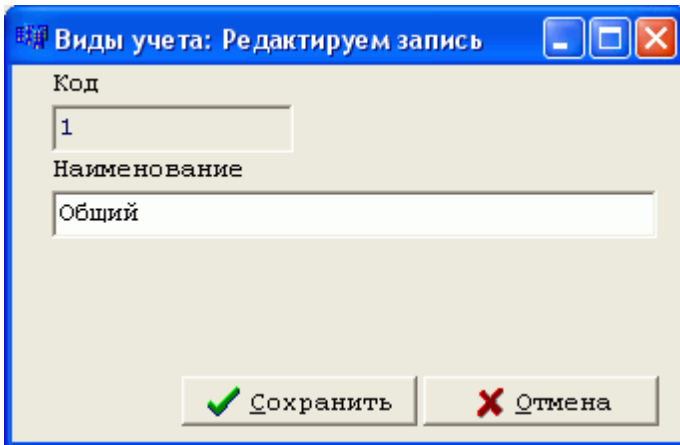 Виды учета: Редактируем запись
Код
1
Наименование
Общий
Сохранить Отмена